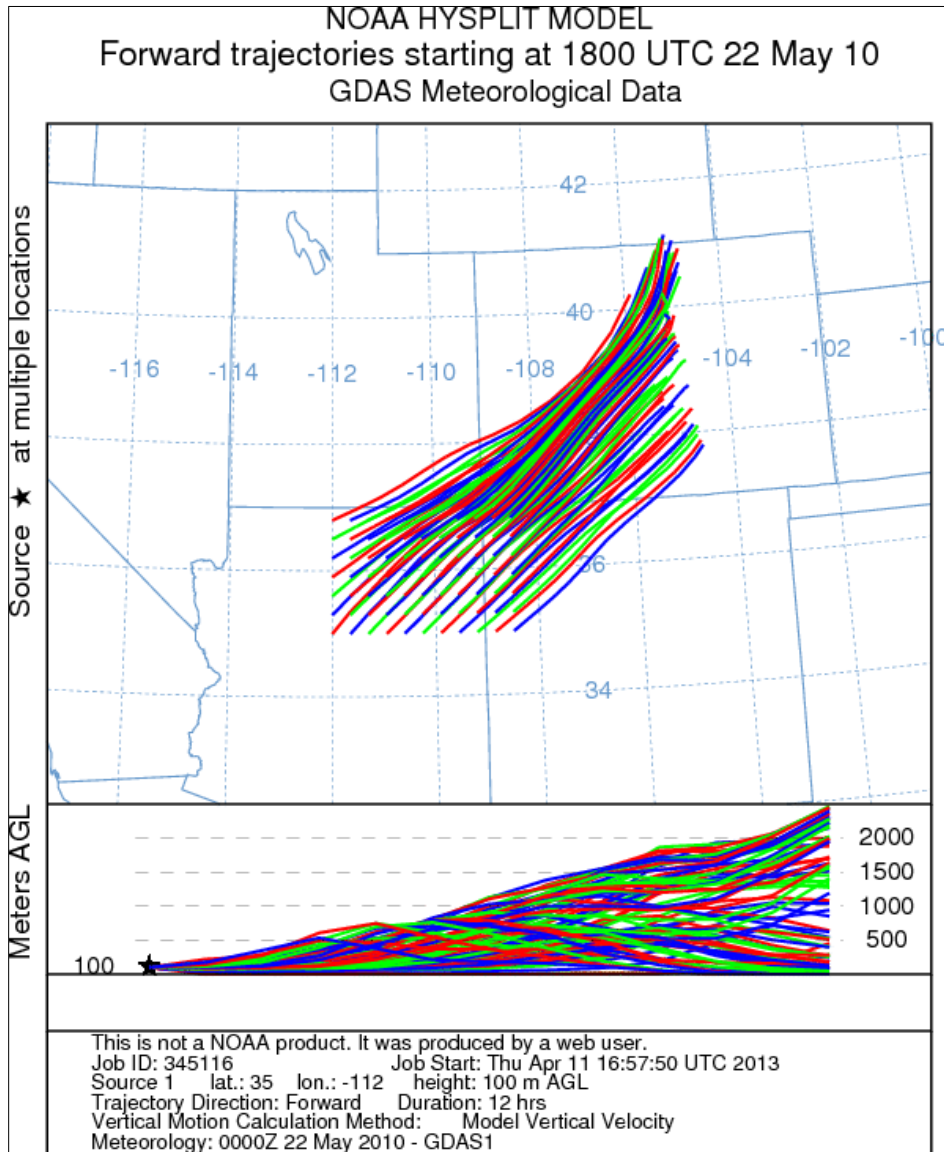 NOAA HYSPLIT MODEL
Forward trajectories starting at 1800 UTC 22 May 10
GDAS Meteorological Data
Source ★ at multiple locations
42
40
-116
-114
-112
-110
-108
-104
-102
-100
36
34
Meters AGL
2000
1500
1000
500
100
This is not a NOAA product. It was produced by a web user.
Job ID: 345116 Job Start: Thu Apr 11 16:57:50 UTC 2013
Source 1 lat.: 35 lon.: -112 height: 100 m AGL
Trajectory Direction: Forward Duration: 12 hrs
Vertical Motion Calculation Method: Model Vertical Velocity
Meteorology: 0000Z 22 May 2010 - GDAS1